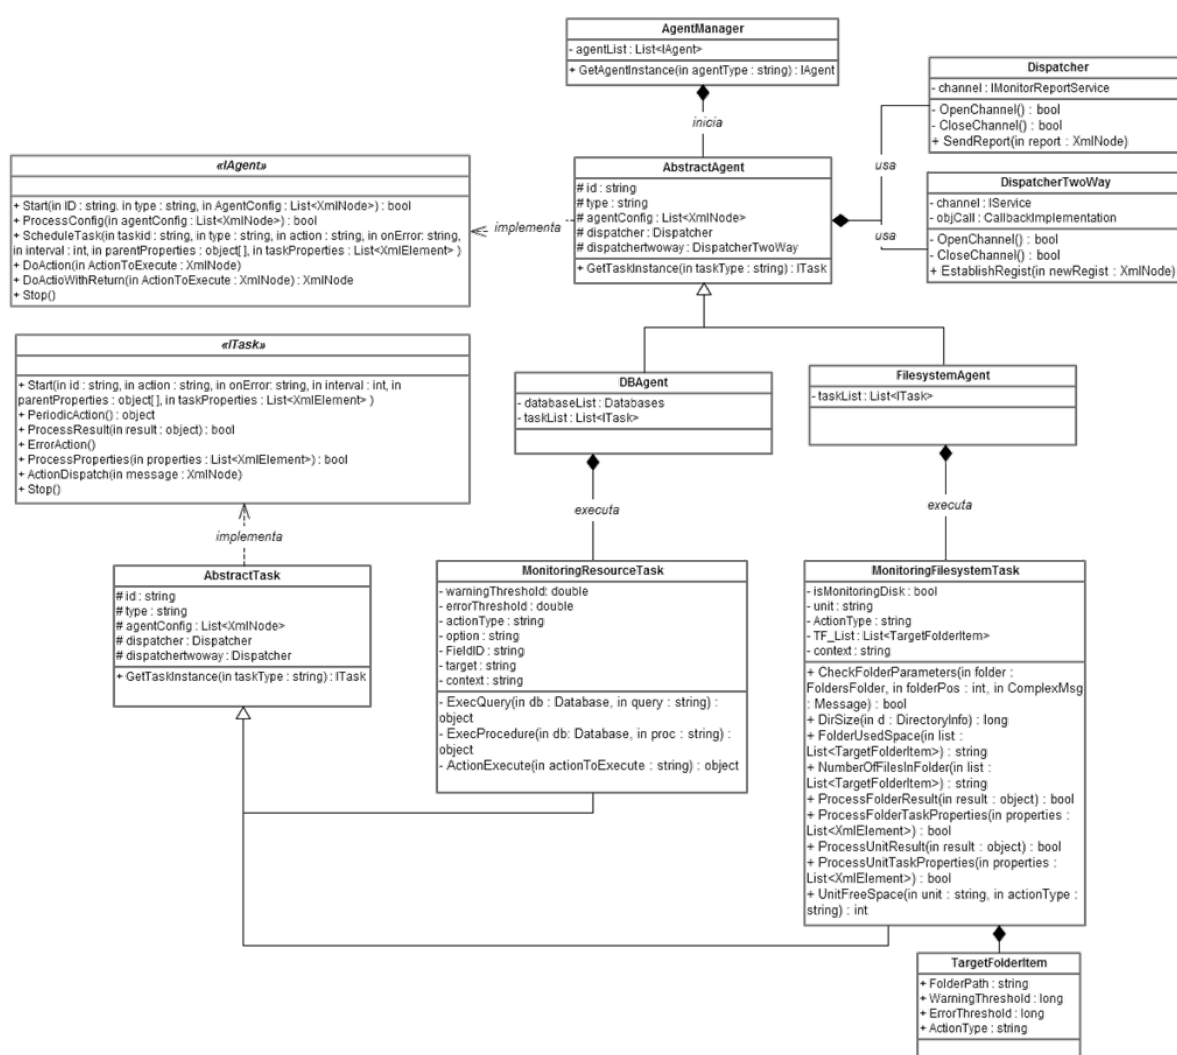 AgentManager
- agentList : List<IAgent>
+ GetAgentInstance(in agentType : string) : IAgent
inicia
Dispatcher
- channel : IMonitorReportService
- OpenChannel() : bool
- CloseChannel() : bool
+ SendReport(in report : XmlNode)
usa
«IAgent»
+ Start(in ID : string. in type : string, in AgentConfig : List<XmlNode>) : bool
+ ProcessConfig(in agentConfig : List<XmlNode>) : bool
+ ScheduleTask(in taskid : string, in type : string, in action : string, in onError: string,
in interval : int, in parentProperties : object[], in taskProperties : List<XmlElement> )
+ DoAction(in ActionToExecute : XmlNode)
+ DoActioWithReturn(in ActionToExecute : XmlNode) : XmlNode
+ Stop()
implementa
AbstractAgent
# id : string
# type : string
# agentConfig : List<XmlNode>
# dispatcher : Dispatcher
# dispatchertwoway : DispatcherTwoWay
+ GetTaskInstance(in taskType : string) : ITask
DispatcherTwoWay
- channel : IService
- objCall : CallbackImplementation
- OpenChannel() : bool
- CloseChannel() : bool
+ EstablishRegist(in newRegist : XmlNode)
usa
«ITask»
+ Start(in id : string, in action : string, in onError: string, in interval : int, in
parentProperties : object[ ], in taskProperties : List<XmlElement> )
+ PeriodicAction() : object
+ ProcessResult(in result : object) : bool
+ ErrorAction()
+ ProcessProperties(in properties : List<XmlElement>) : bool
+ ActionDispatch(in message : XmlNode)
+ Stop()
implementa
DBAgent
- databaseList : Databases
- taskList : List<ITask>
executa
FilesystemAgent
- taskList : List<ITask>
executa
AbstractTask
# id : string
# type : string
# agentConfig : List<XmlNode>
# dispatcher : Dispatcher
# dispatchertwoway : Dispatcher
+ GetTaskInstance(in taskType : string) : ITask
MonitoringResourceTask
- warningThreshold: double
- errorThreshold : double
- actionType : string
- option : string
- FieldID : string
- target : string
- context : string
- ExecQuery(in db : Database, in query : string) :
object
- ExecProcedure(in db: Database, in proc : string) :
object
- ActionExecute(in actionToExecute : string) : object
MonitoringFilesystemTask
- isMonitoringDisk : bool
- unit : string
- ActionType : string
- TF_List : List<TargetFolderItem>
- context : string
+ CheckFolderParameters(in folder :
FoldersFolder, in folderPos : int, in ComplexMsg
: Message) : bool
+ DirSize(in d : DirectoryInfo) : long
+ FolderUsedSpace(in list :
List<TargetFolderItem>) : string
+ NumberOfFilesInFolder(in list :
List<TargetFolderItem>) : string
+ ProcessFolderResult(in result : object) : bool
+ ProcessFolderTaskProperties(in properties :
List<XmlElement>) : bool
+ ProcessUnitResult(in result : object) : bool
+ ProcessUnitTaskProperties(in properties :
List<XmlElement>) : bool
+ UnitFreeSpace(in unit : string, in actionType :
string) : int
TargetFolderItem
+ FolderPath : string
+ WarningThreshold : long
+ ErrorThreshold : long
+ ActionType : string